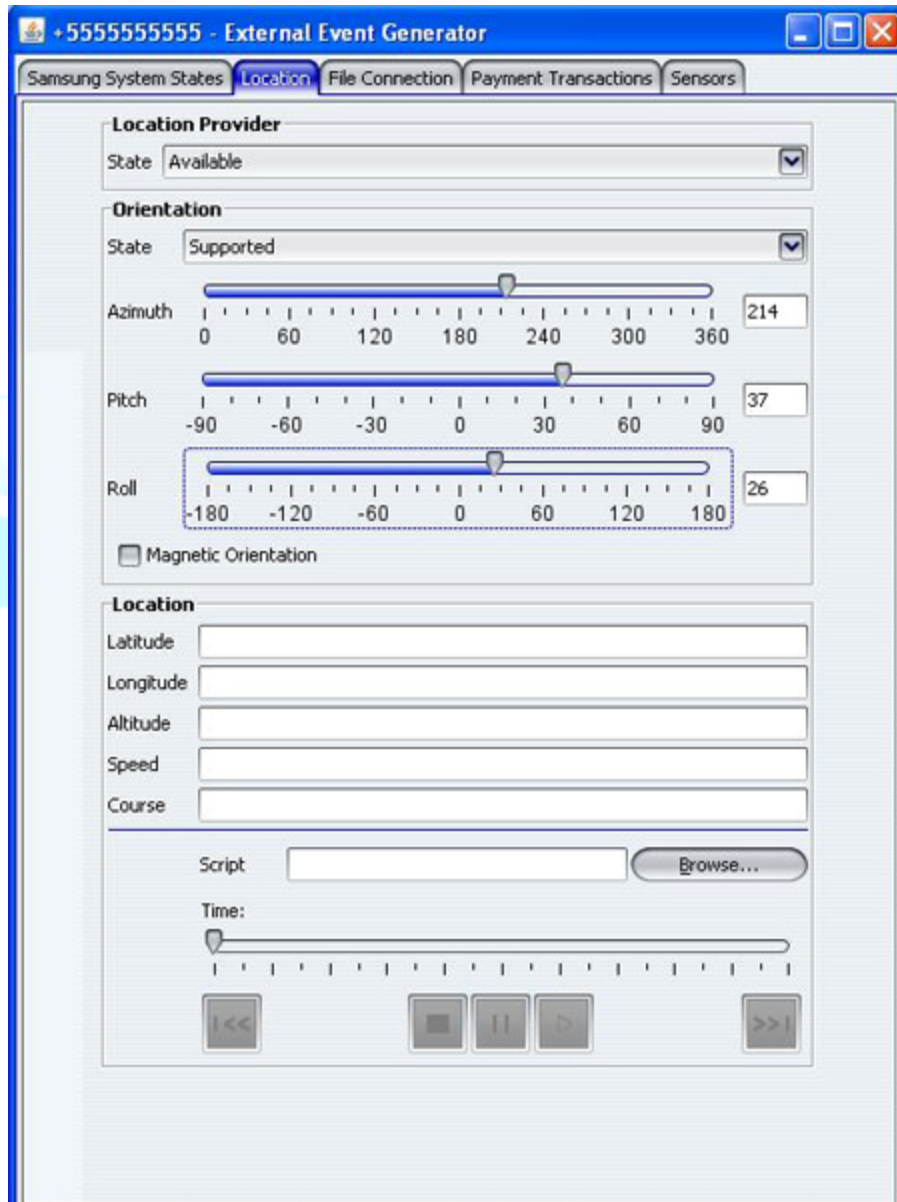 +5555555555 - External Event Generator
Samsung System States Location File Connection Payment Transactions Sensors
Location Provider
State Available
Orientation
State Supported
Azimuth 214
0 60 120 180 240 300 360
Pitch 37
-90 -60 -30 0 30 60 90
Roll 26
-180 -120 -60 0 60 120 180
Magnetic Orientation
Location
Latitude
Longitude
Altitude
Speed
Course
Script Browse...
Time:
I<< >>I